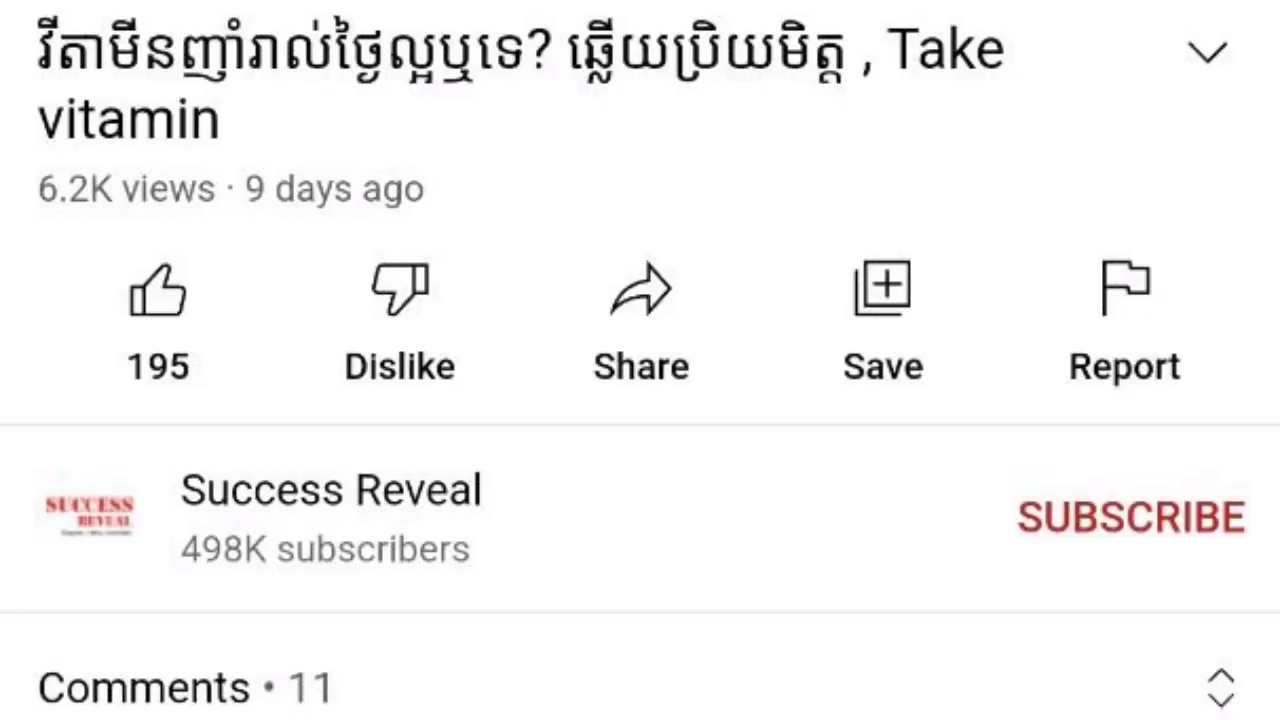 វីតាមីនញ៉ាំរាល់ថ្ងៃល្អឬទេ? ឆ្លើយប្រិយមិត្ត , Take
vitamin
6.2K views · 9 days ago
195
Dislike
Share
Save
Report
SUCCESS
REVEAL
Success Reveal
498K subscribers
SUBSCRIBE
Comments • 11